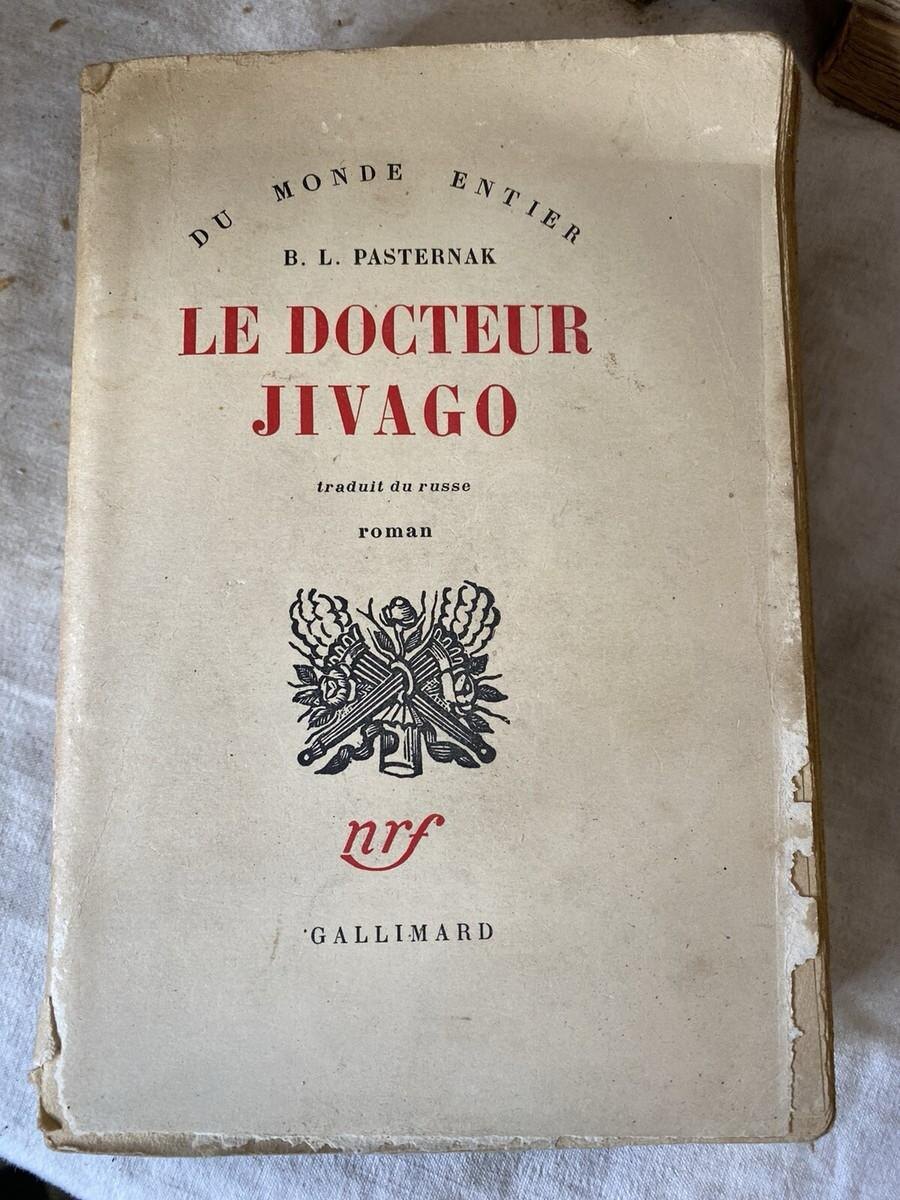 DU MONDE ENTIER
B. L. PASTERNAK
LE DOCTEUR
JIVAGO
traduit du russe
roman
nrf
GALLIMARD